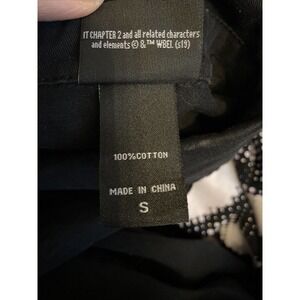 IT CHAPTER 2 and all related characters
and elements © &™ WBEI. (s19)
100%COTTON
MADE IN CHINA
S